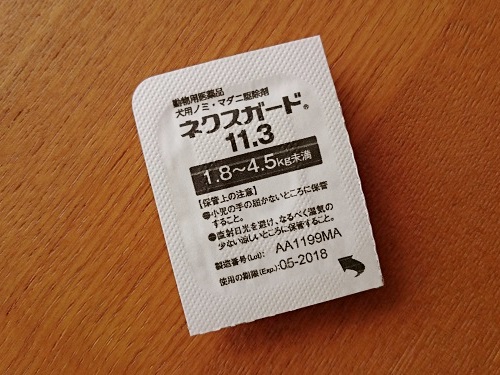 動物用医薬品
犬用ノミ・マダニ駆除剤
ネクスガード®
11.3
1.8～4.5kg未満
【保管上の注意】
●小児の手の届かないところに保管
すること。
●直射日光を避け、なるべく湿気の
少ない涼しいところに保管すること。
製造番号(Lot): AA1199MA
使用の期限(Exp.):05-2018